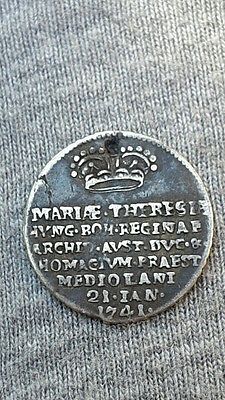 MARIÆ·THERESIÆ
HVNG·BOH·REGINAE
ARCHID·AVST·DVC·&
HOMAGIVM·PRAEST
MEDIOLANI
21·IAN·
1741·